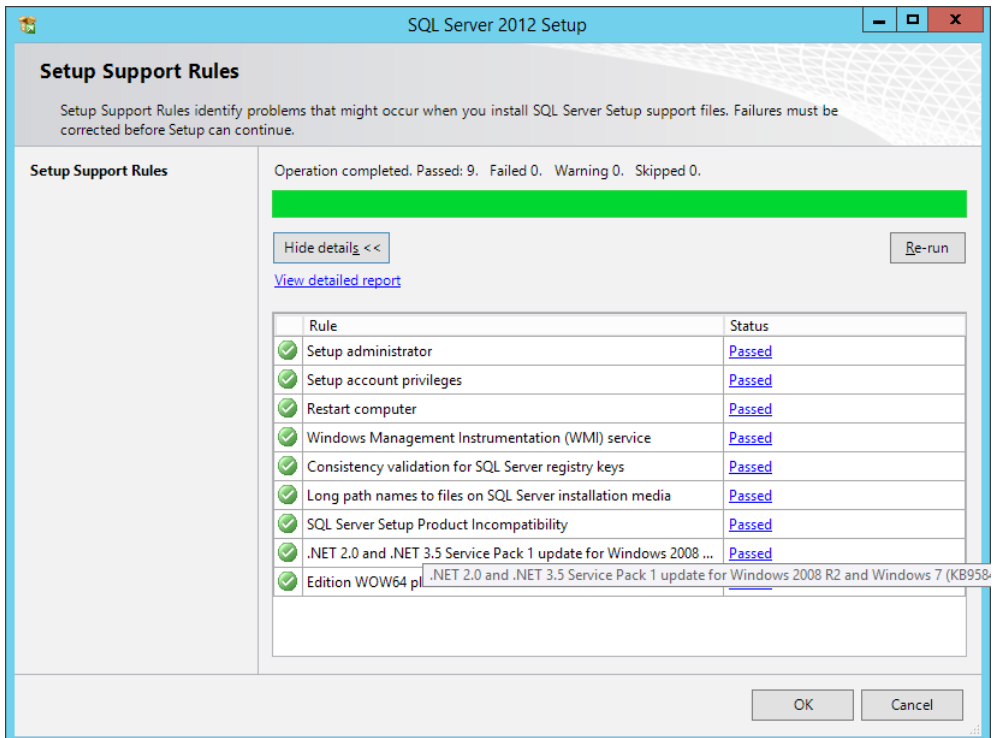 SQL Server 2012 Setup
Setup Support Rules
Setup Support Rules identify problems that might occur when you install SQL Server Setup support files. Failures must be
corrected before Setup can continue.
Setup Support Rules
Operation completed. Passed: 9.   Failed 0.   Warning 0.   Skipped 0.
Hide details <<
Re-run
View detailed report
Rule Status
Setup administrator Passed
Setup account privileges Passed
Restart computer Passed
Windows Management Instrumentation (WMI) service Passed
Consistency validation for SQL Server registry keys Passed
Long path names to files on SQL Server installation media Passed
SQL Server Setup Product Incompatibility Passed
.NET 2.0 and .NET 3.5 Service Pack 1 update for Windows 2008 ... Passed
.NET 2.0 and .NET 3.5 Service Pack 1 update for Windows 2008 R2 and Windows 7 (KB958
Edition WOW64 pl
OK Cancel